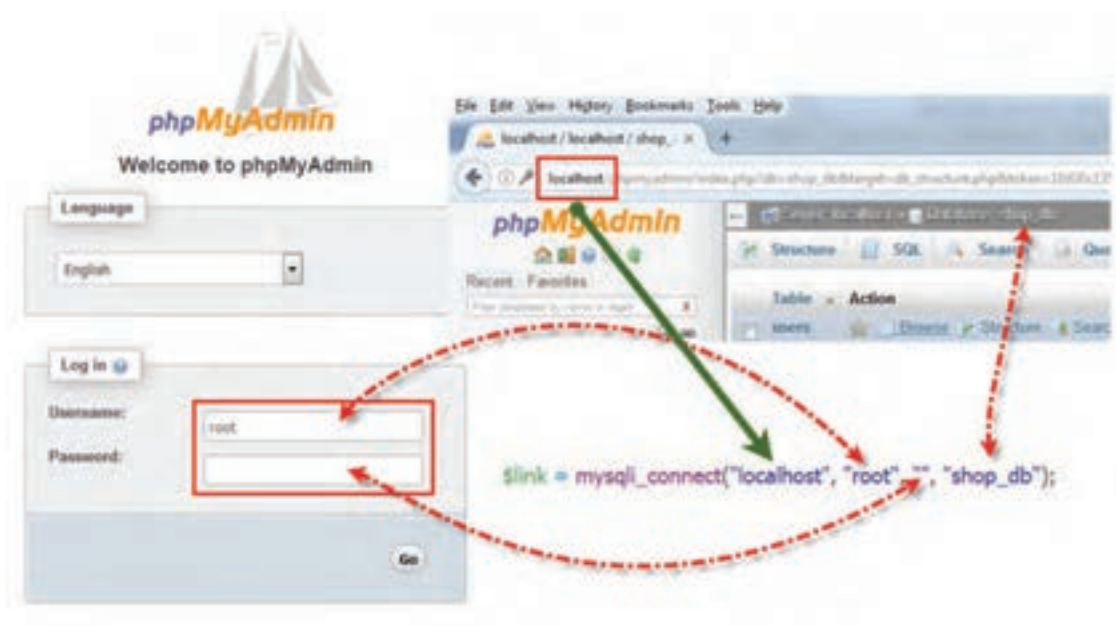 phpMyAdmin
Welcome to phpMyAdmin
Language
English
Log in
Username:
root
Password:
Go
File Edit View History Bookmarks Tools Help
localhost / localhost / shop_
localhost
phpMyAdmin
Recent Favorites
shop_db
Structure SQL Search
Table Action
users Browse Structure
$link = mysqli_connect("localhost", "root", "", "shop_db");